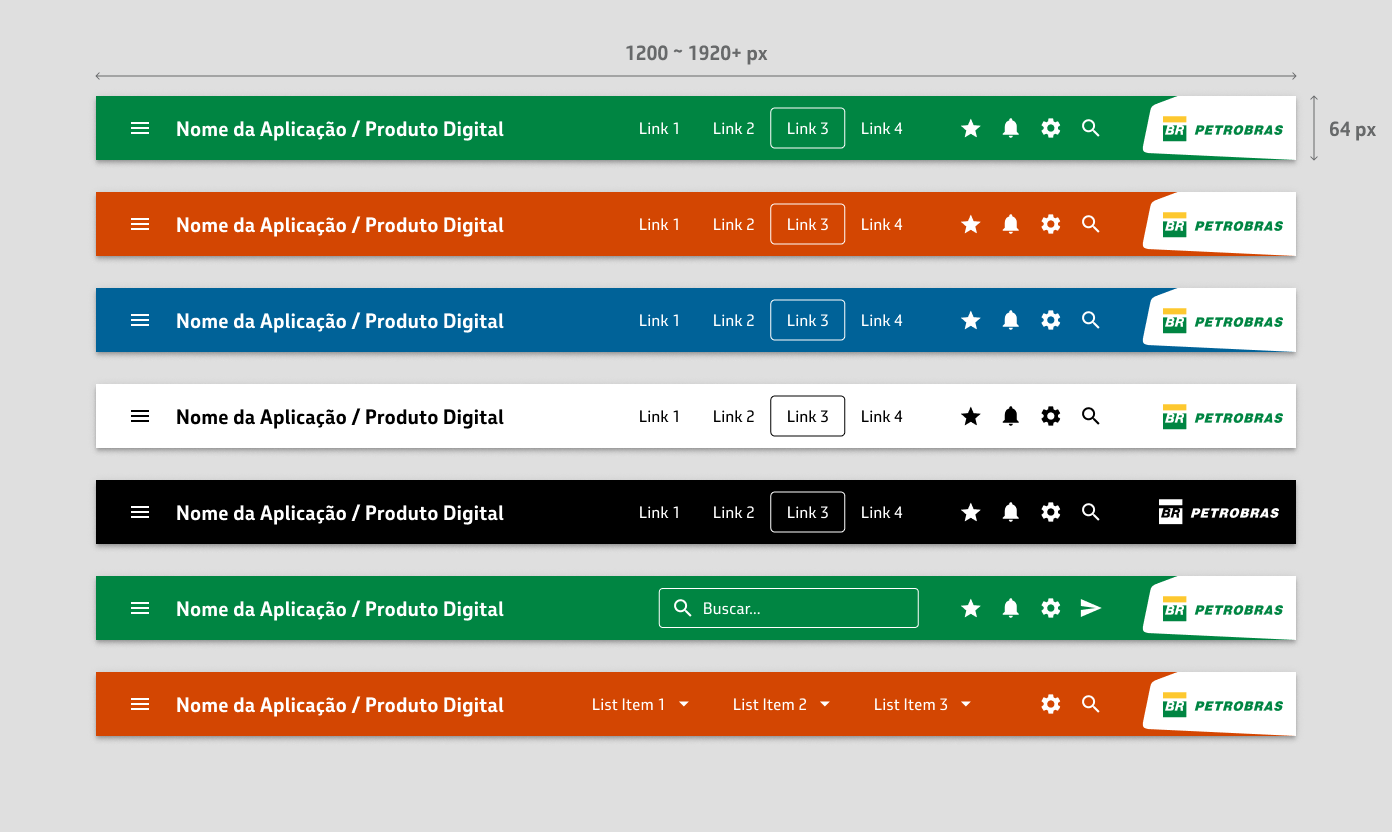 1200 ~ 1920+ px
Nome da Aplicação / Produto Digital Link 1 Link 2 Link 3 Link 4 BR PETROBRAS
64 px
Nome da Aplicação / Produto Digital Link 1 Link 2 Link 3 Link 4 BR PETROBRAS
Nome da Aplicação / Produto Digital Link 1 Link 2 Link 3 Link 4 BR PETROBRAS
Nome da Aplicação / Produto Digital Link 1 Link 2 Link 3 Link 4 BR PETROBRAS
Nome da Aplicação / Produto Digital Link 1 Link 2 Link 3 Link 4 BR PETROBRAS
Nome da Aplicação / Produto Digital Buscar... BR PETROBRAS
Nome da Aplicação / Produto Digital List Item 1 List Item 2 List Item 3 BR PETROBRAS